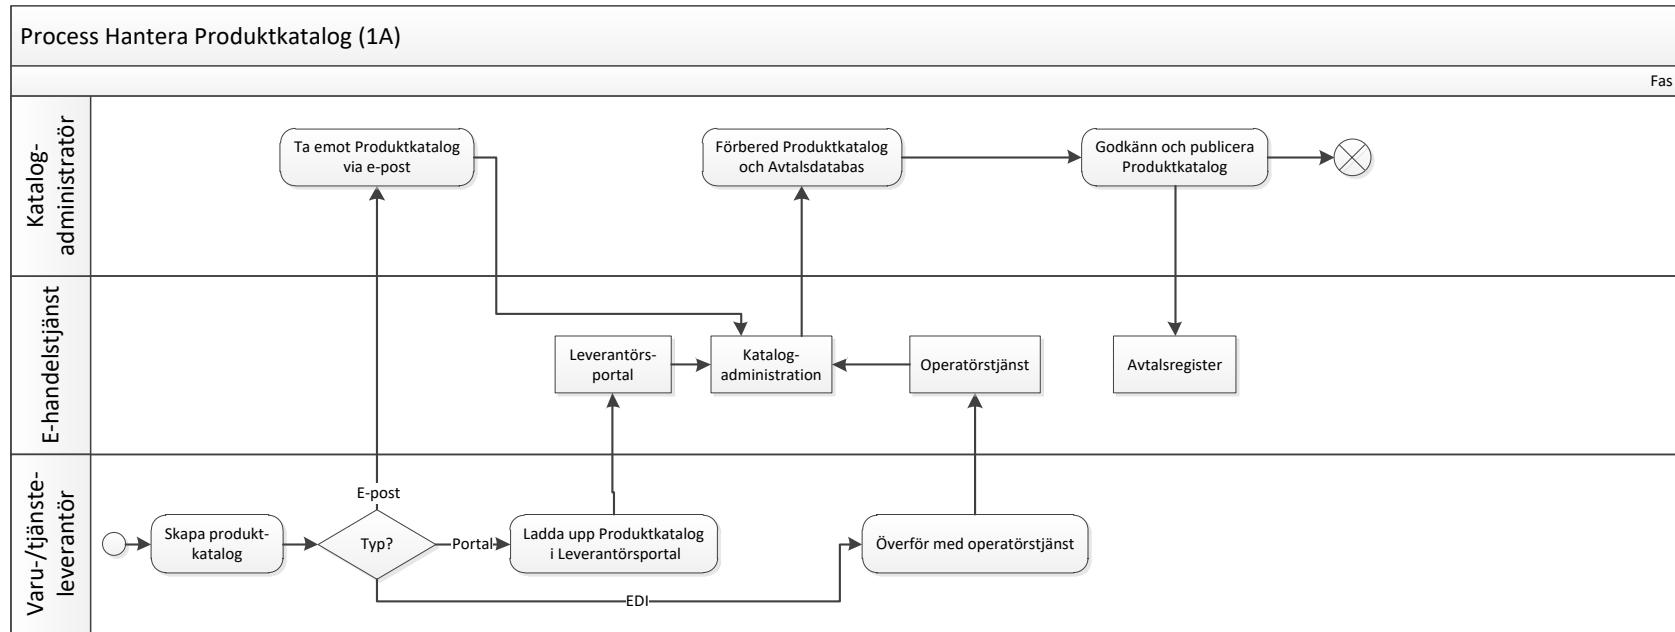 Process Hantera Produktkatalog (1A)
Fas
Katalog-
administratör
Ta emot Produktkatalog
via e-post
Förbered Produktkatalog
och Avtalsdatabas
Godkänn och publicera
Produktkatalog
E-handelstjänst
Leverantörs-
portal
Katalog-
administration
Operatörstjänst
Avtalsregister
Varu-/tjänste-
leverantör
E-post
Skapa produkt-
katalog
Typ?
Portal
Ladda upp Produktkatalog
i Leverantörsportal
Överför med operatörstjänst
EDI